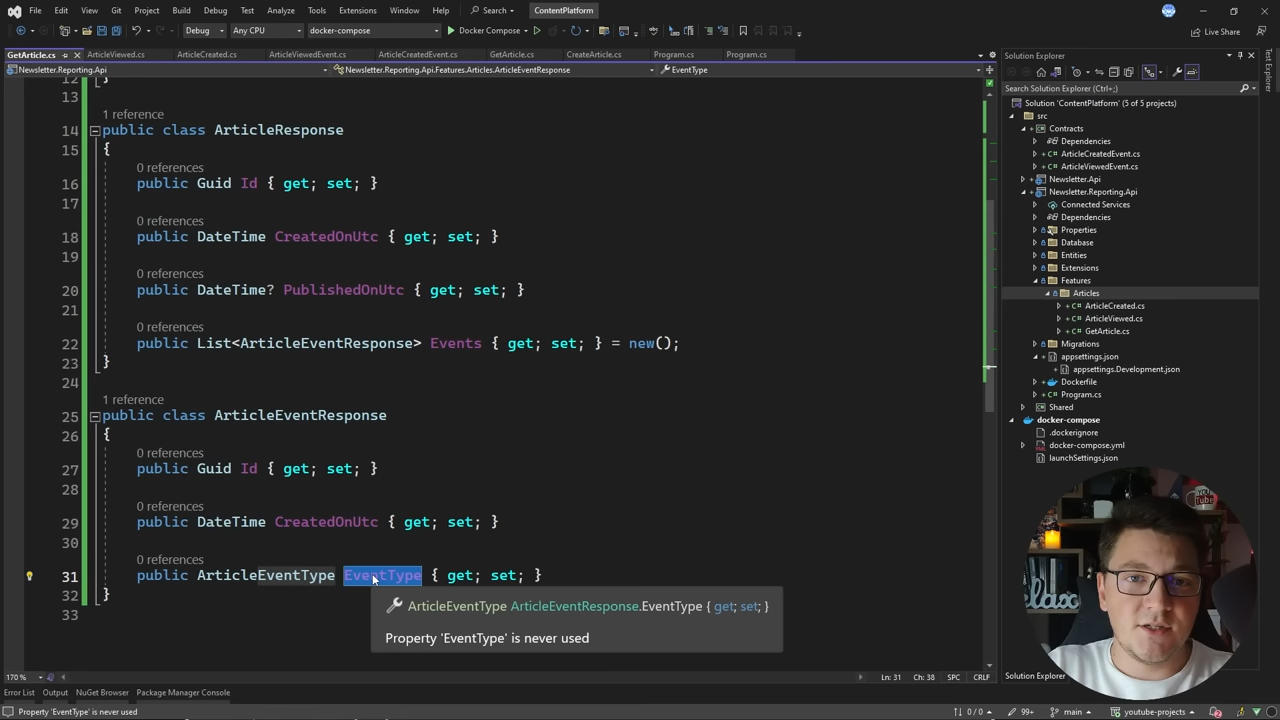 File Edit View Git Project Build Debug Test Analyze Tools Extensions Window Help Search ContentPlatform
Debug Any CPU docker-compose Docker Compose Live Share
GetArticle.cs ArticleViewed.cs ArticleCreated.cs ArticleViewedEvent.cs ArticleCreatedEvent.cs GetArticle.cs CreateArticle.cs Program.cs Program.cs
Newsletter.Reporting.Api Newsletter.Reporting.Api.Features.Articles.ArticleEventResponse EventType
12 }
13
1 reference
14 public class ArticleResponse
15 {
0 references
16 public Guid Id { get; set; }
17
0 references
18 public DateTime CreatedOnUtc { get; set; }
19
0 references
20 public DateTime? PublishedOnUtc { get; set; }
21
0 references
22 public List<ArticleEventResponse> Events { get; set; } = new();
23 }
24
1 reference
25 public class ArticleEventResponse
26 {
0 references
27 public Guid Id { get; set; }
28
0 references
29 public DateTime CreatedOnUtc { get; set; }
30
0 references
31 public ArticleEventType EventType { get; set; }
32 }
33
ArticleEventType ArticleEventResponse.EventType { get; set; }
Property 'EventType' is never used
170 % Ln: 31 Ch: 38 SPC CRLF
Error List Output NuGet Browser Package Manager Console
Property 'EventType' is never used 0 / 0 99+ main youtube-projects 2
Solution Explorer
Search Solution Explorer (Ctrl+;)
Solution 'ContentPlatform' (5 of 5 projects)
src
Contracts
Dependencies
ArticleCreatedEvent.cs
ArticleViewedEvent.cs
Newsletter.Api
Newsletter.Reporting.Api
Connected Services
Dependencies
Properties
Database
Entities
Extensions
Features
Articles
ArticleCreated.cs
ArticleViewed.cs
GetArticle.cs
Migrations
appsettings.json
appsettings.Development.json
Dockerfile
Program.cs
Shared
docker-compose
.dockerignore
docker-compose.yml
launchSettings.json
Solution Explorer
Test Explorer